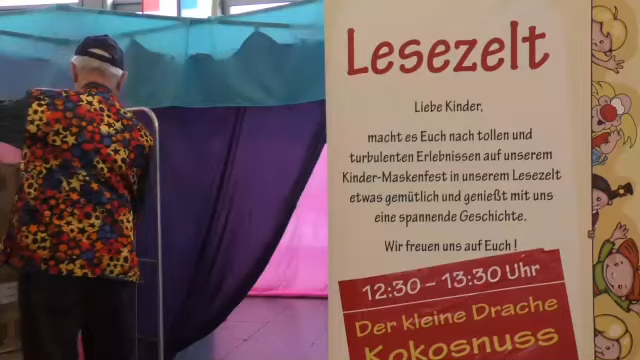 Lesezelt
Liebe Kinder,
macht es Euch nach tollen und
turbulenten Erlebnissen auf unserem
Kinder-Maskenfest in unserem Lesezelt
etwas gemütlich und genießt mit uns
eine spannende Geschichte.
Wir freuen uns auf Euch !
12:30 – 13:30 Uhr
Der kleine Drache
Kokosnuss